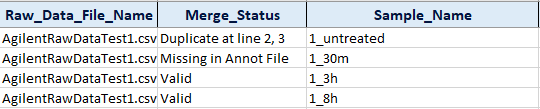 Raw_Data_File_Name Merge_Status Sample_Name
AgilentRawDataTest1.csv Duplicate at line 2, 3 1_untreated
AgilentRawDataTest1.csv Missing in Annot File 1_30m
AgilentRawDataTest1.csv Valid 1_3h
AgilentRawDataTest1.csv Valid 1_8h